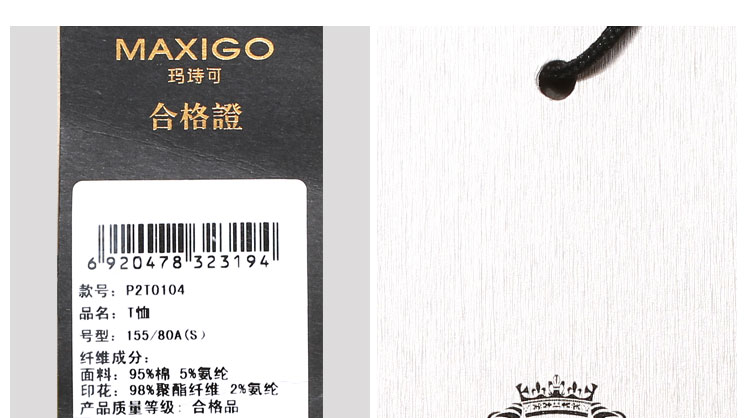 MAXIGO
玛诗可
合格證
6 920478 323194
款号: P2T0104
品名: T恤
号型: 155/80A(S)
纤维成分:
面料: 95%棉 5%氨纶
印花: 98%聚酯纤维 2%氨纶
产品质量等级: 合格品